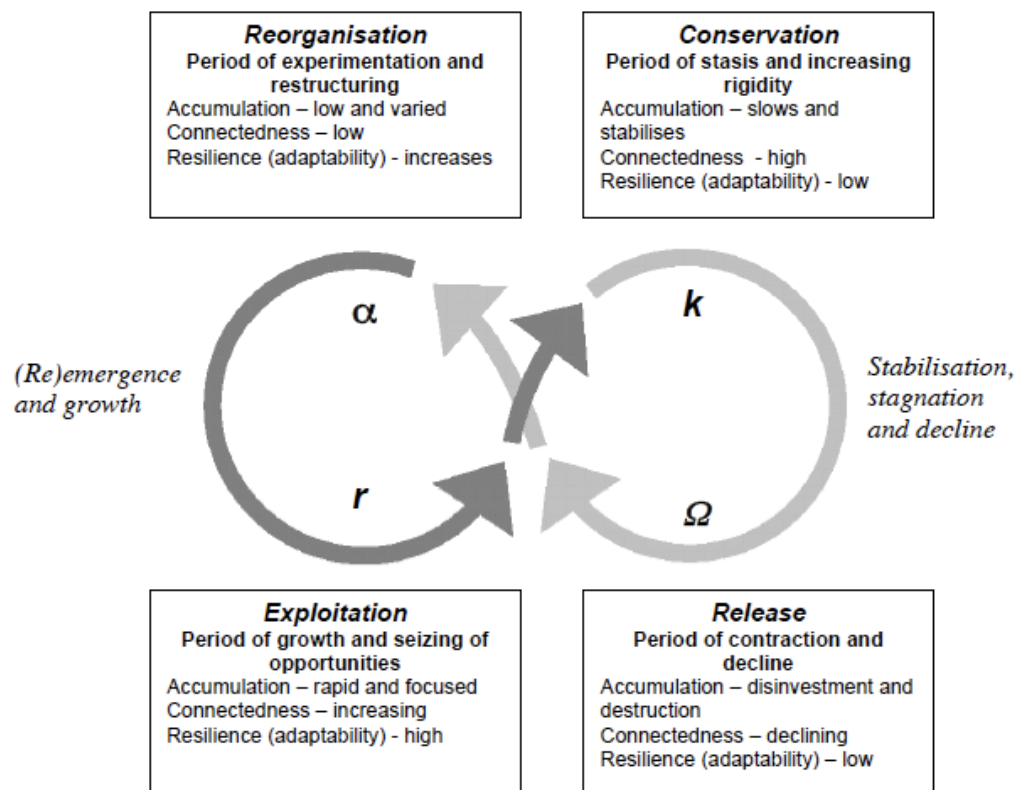 Reorganisation
Period of experimentation and
restructuring
Accumulation – low and varied
Connectedness – low
Resilience (adaptability) - increases
Conservation
Period of stasis and increasing
rigidity
Accumulation – slows and
stabilises
Connectedness - high
Resilience (adaptability) - low
α
k
(Re)emergence
and growth
Stabilisation,
stagnation
and decline
r
Ω
Exploitation
Period of growth and seizing of
opportunities
Accumulation – rapid and focused
Connectedness – increasing
Resilience (adaptability) - high
Release
Period of contraction and
decline
Accumulation – disinvestment and
destruction
Connectedness – declining
Resilience (adaptability) – low